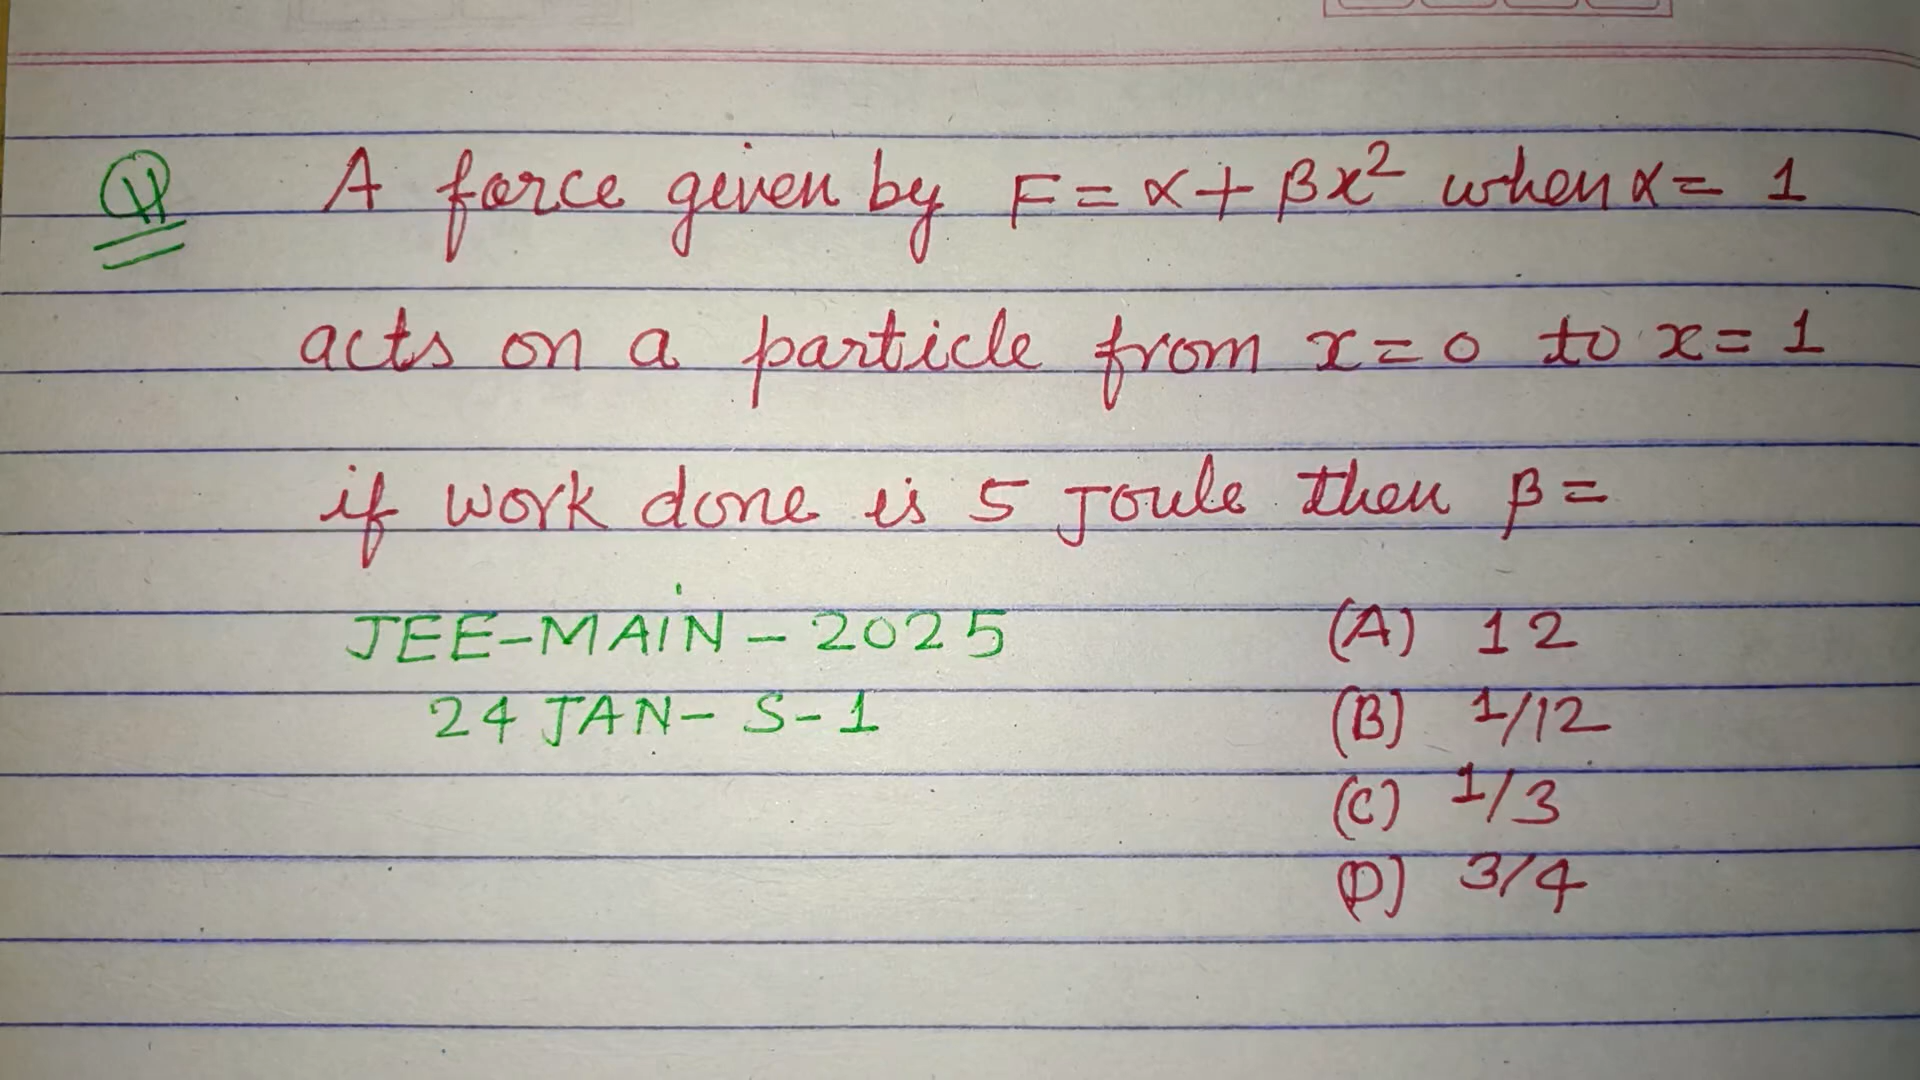 Q A force given by F = α + βx² when α = 1
acts on a particle from x = 0 to x = 1
if work done is 5 Joule then β =
JEE-MAIN-2025 (A) 12
24 JAN-S-1 (B) 1/12
(C) 1/3
(D) 3/4